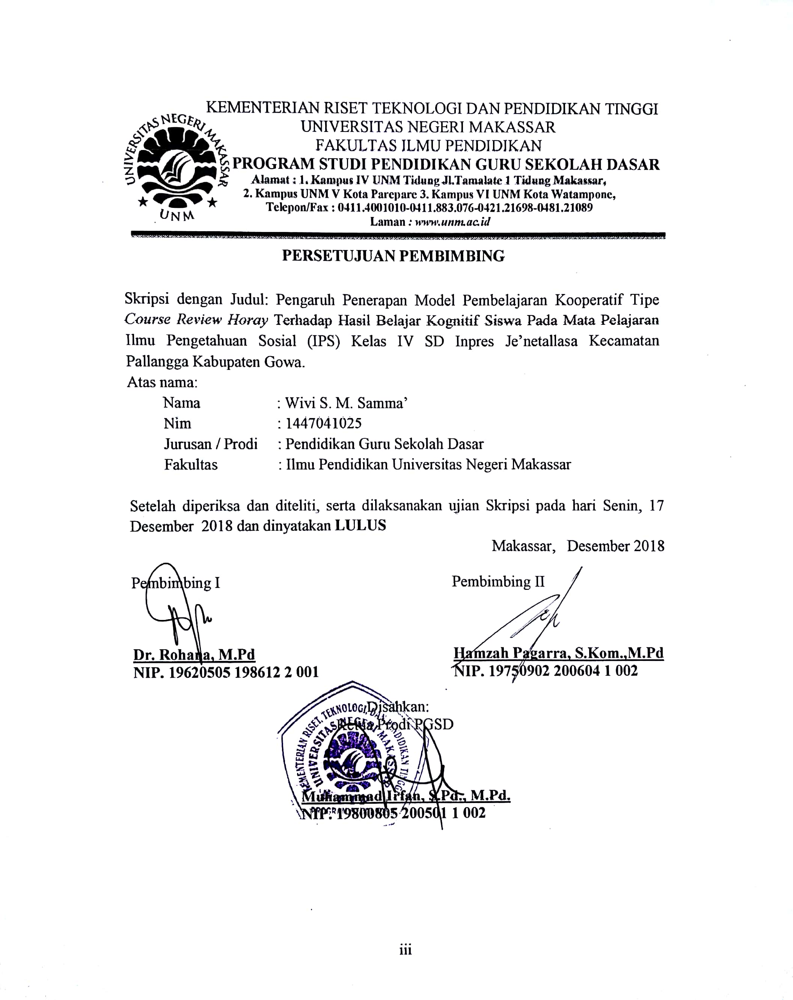 KEMENTERIAN RISET TEKNOLOGI DAN PENDIDIKAN TINGGI
UNIVERSITAS NEGERI MAKASSAR
FAKULTAS ILMU PENDIDIKAN
PROGRAM STUDI PENDIDIKAN GURU SEKOLAH DASAR
Alamat : 1. Kampus IV UNM Tidung Jl.Tamalate 1 Tidung Makassar,
2. Kampus UNM V Kota Parepare 3. Kampus VI UNM Kota Watampone,
Telepon/Fax : 0411.4001010-0411.883.076-0421.21698-0481.21089
Laman : www.unm.ac.id
UNIVERSITAS NEGERI MAKASSAR
UNM
PERSETUJUAN PEMBIMBING
Skripsi dengan Judul: Pengaruh Penerapan Model Pembelajaran Kooperatif Tipe
Course Review Horay Terhadap Hasil Belajar Kognitif Siswa Pada Mata Pelajaran
Ilmu Pengetahuan Sosial (IPS) Kelas IV SD Inpres Je’netallasa Kecamatan
Pallangga Kabupaten Gowa.
Atas nama:
Nama : Wivi S. M. Samma’
Nim : 1447041025
Jurusan / Prodi : Pendidikan Guru Sekolah Dasar
Fakultas : Ilmu Pendidikan Universitas Negeri Makassar
Setelah diperiksa dan diteliti, serta dilaksanakan ujian Skripsi pada hari Senin, 17
Desember 2018 dan dinyatakan LULUS
Makassar, Desember 2018
Pembimbing I
Pembimbing II
Dr. Rohana, M.Pd
NIP. 19620505 198612 2 001
Hamzah Pagarra, S.Kom.,M.Pd
NIP. 19750902 200604 1 002
Disahkan:
Ketua Prodi PGSD
KEMENTERIAN RISET, TEKNOLOGI, DAN PENDIDIKAN TINGGI
UNIVERSITAS NEGERI MAKASSAR
Muhammad Irfan, S.Pd., M.Pd.
NIP. 19800805 200501 1 002
iii